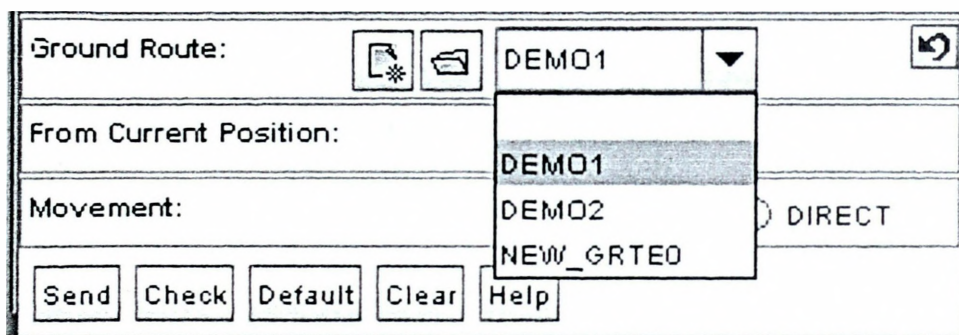 Ground Route:
DEMO1
From Current Position:
DEMO1
Movement:
DEMO2
DIRECT
NEW_GRTE0
Send Check Default Clear Help